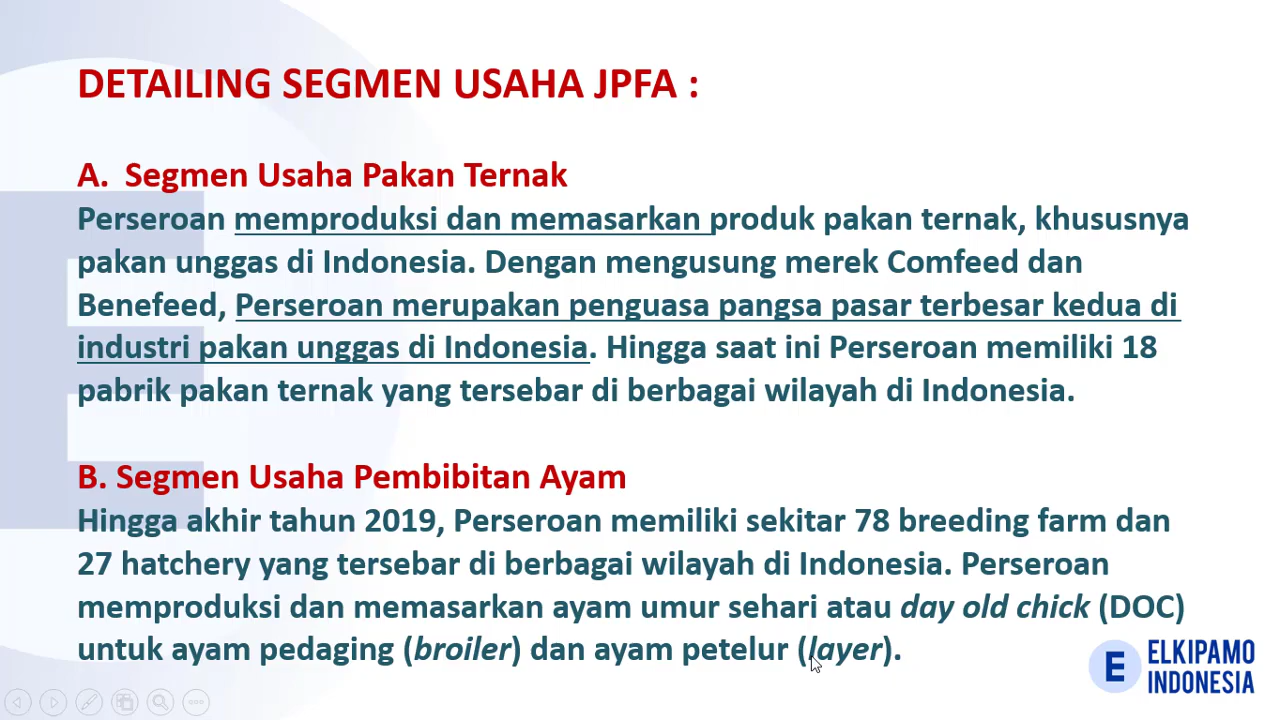 DETAILING SEGMEN USAHA JPFA :
A. Segmen Usaha Pakan Ternak
Perseroan memproduksi dan memasarkan produk pakan ternak, khususnya
pakan unggas di Indonesia. Dengan mengusung merek Comfeed dan
Benefeed, Perseroan merupakan penguasa pangsa pasar terbesar kedua di
industri pakan unggas di Indonesia. Hingga saat ini Perseroan memiliki 18
pabrik pakan ternak yang tersebar di berbagai wilayah di Indonesia.
B. Segmen Usaha Pembibitan Ayam
Hingga akhir tahun 2019, Perseroan memiliki sekitar 78 breeding farm dan
27 hatchery yang tersebar di berbagai wilayah di Indonesia. Perseroan
memproduksi dan memasarkan ayam umur sehari atau day old chick (DOC)
untuk ayam pedaging (broiler) dan ayam petelur (layer).
E ELKIPAMO
INDONESIA